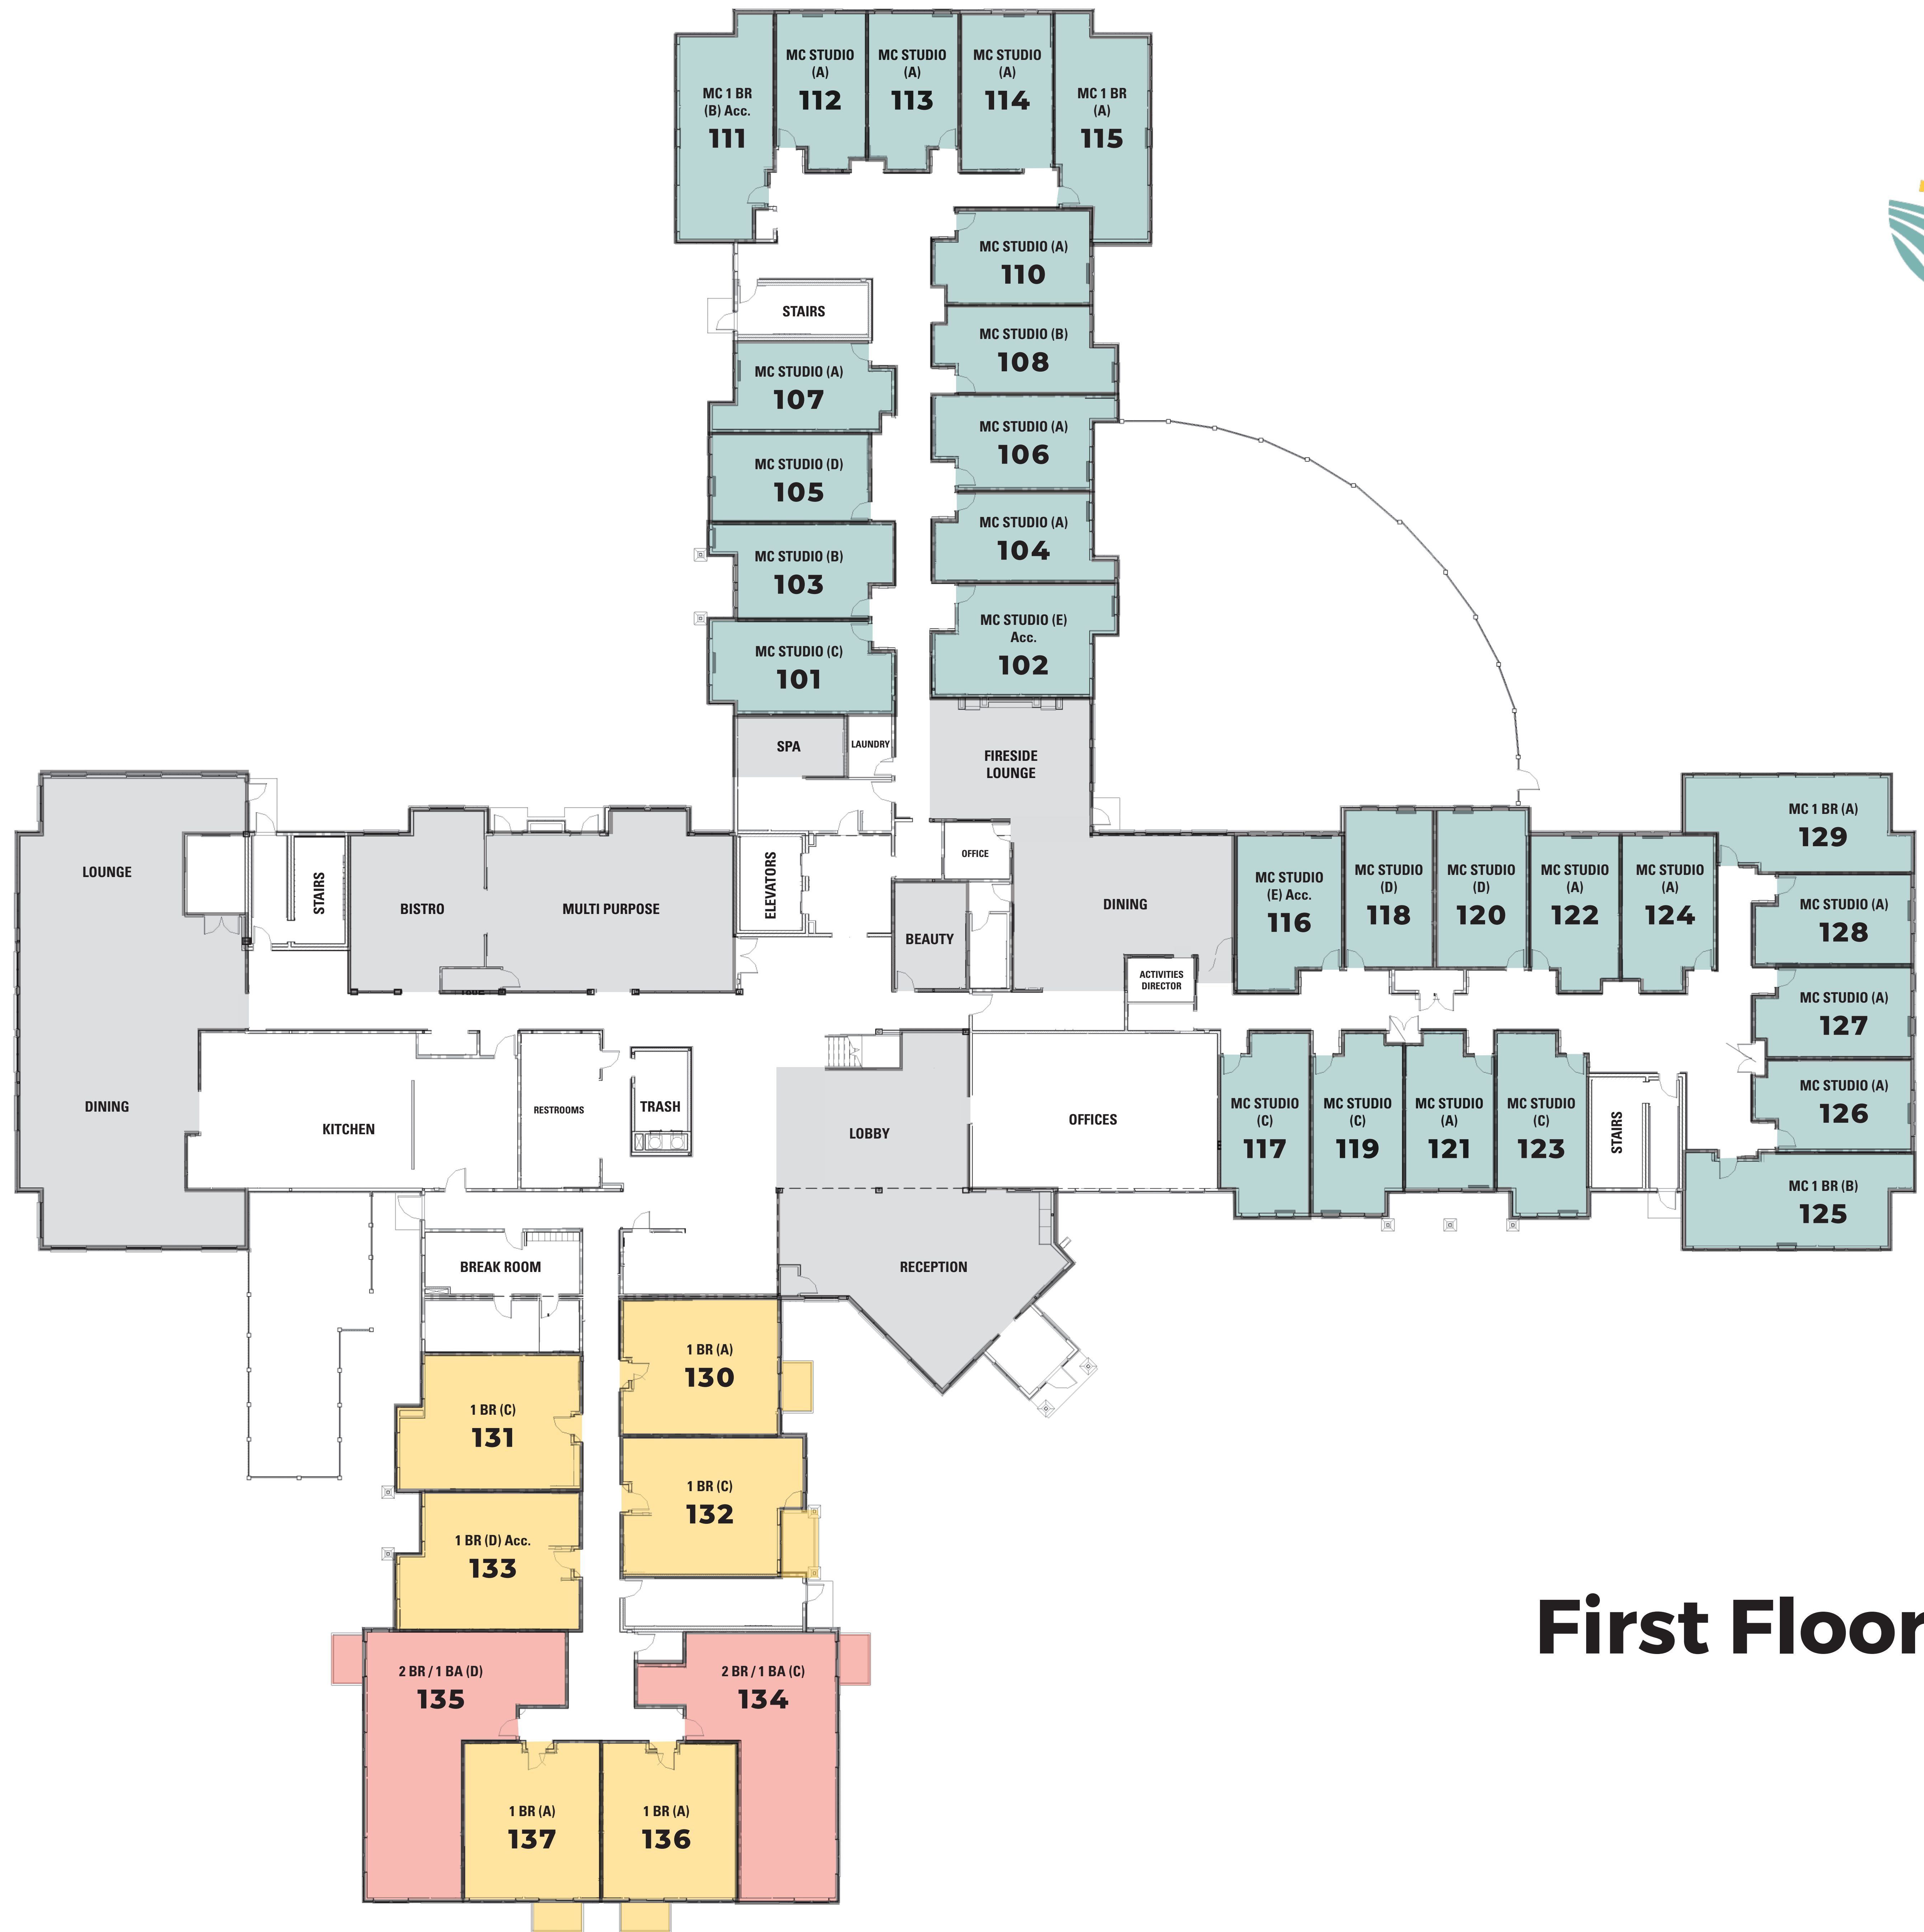 MC 1 BR
(B) Acc.
111
MC STUDIO
(A)
112
MC STUDIO
(A)
113
MC STUDIO
(A)
114
MC 1 BR
(A)
115
MC STUDIO (A)
110
STAIRS
MC STUDIO (B)
108
MC STUDIO (A)
107
MC STUDIO (A)
106
MC STUDIO (D)
105
MC STUDIO (A)
104
MC STUDIO (B)
103
MC STUDIO (E)
Acc.
102
MC STUDIO (C)
101
SPA
LAUNDRY
FIRESIDE
LOUNGE
LOUNGE
STAIRS
BISTRO
MULTI PURPOSE
ELEVATORS
OFFICE
BEAUTY
DINING
ACTIVITIES
DIRECTOR
MC STUDIO
(E) Acc.
116
MC STUDIO
(D)
118
MC STUDIO
(D)
120
MC STUDIO
(A)
122
MC STUDIO
(A)
124
MC 1 BR (A)
129
MC STUDIO (A)
128
MC STUDIO (A)
127
MC STUDIO (A)
126
MC 1 BR (B)
125
DINING
KITCHEN
RESTROOMS
TRASH
LOBBY
OFFICES
MC STUDIO
(C)
117
MC STUDIO
(C)
119
MC STUDIO
(A)
121
MC STUDIO
(C)
123
STAIRS
BREAK ROOM
RECEPTION
1 BR (A)
130
1 BR (C)
131
1 BR (C)
132
1 BR (D) Acc.
133
2 BR / 1 BA (D)
135
2 BR / 1 BA (C)
134
1 BR (A)
137
1 BR (A)
136
First Floor